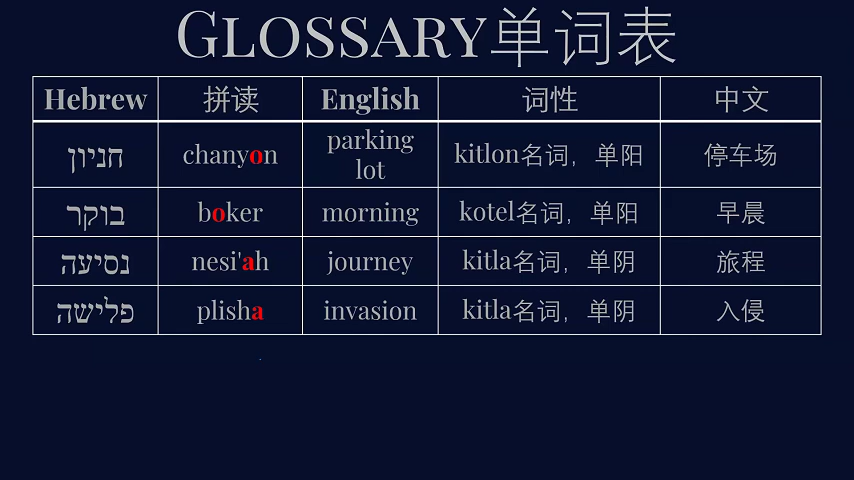 GLOSSARY单词表
Hebrew 拼读 English 词性 中文
חניון chanyon parking lot kitlon名词，单阳 停车场
בוקר boker morning kotel名词，单阳 早晨
נסיעה nesi'ah journey kitla名词，单阴 旅程
פלישה plisha invasion kitla名词，单阴 入侵